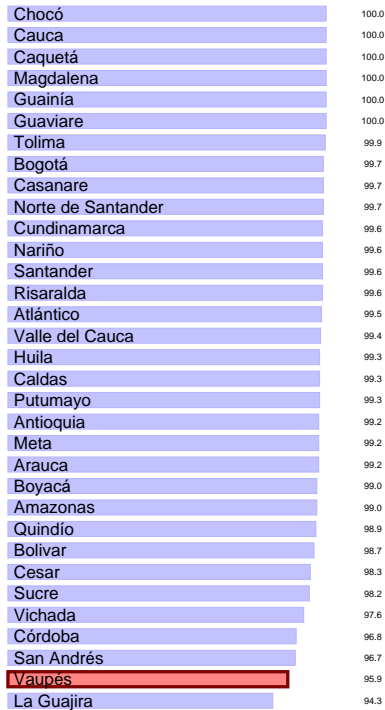 Chocó 100.0
Cauca 100.0
Caquetá 100.0
Magdalena 100.0
Guainía 100.0
Guaviare 100.0
Tolima 99.9
Bogotá 99.7
Casanare 99.7
Norte de Santander 99.7
Cundinamarca 99.6
Nariño 99.6
Santander 99.6
Risaralda 99.6
Atlántico 99.5
Valle del Cauca 99.4
Huila 99.3
Caldas 99.3
Putumayo 99.3
Antioquia 99.2
Meta 99.2
Arauca 99.2
Boyacá 99.0
Amazonas 99.0
Quindío 98.9
Bolivar 98.7
Cesar 98.3
Sucre 98.2
Vichada 97.6
Córdoba 96.8
San Andrés 96.7
Vaupés 95.9
La Guajira 94.3